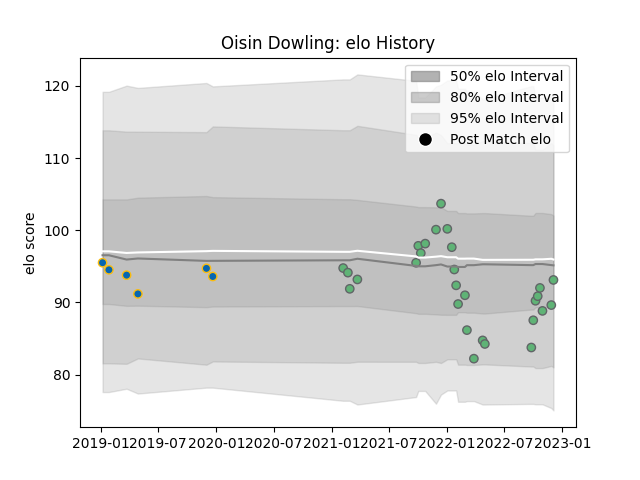 Oisin Dowling: elo History
50% elo Interval
80% elo Interval
95% elo Interval
Post Match elo
elo score
120
110
100
90
80
2019-01 2019-07 2020-01 2020-07 2021-01 2021-07 2022-01 2022-07 2023-01